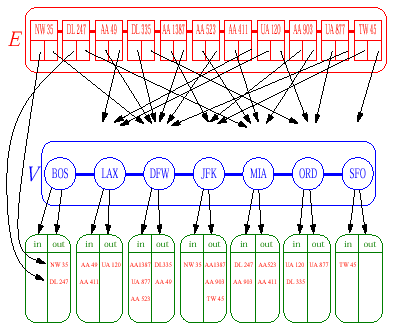 E NW 35 DL 247 AA 49 DL 335 AA 1387 AA 523 AA 411 UA 120 AA 903 UA 877 TW 45
V BOS LAX DFW JFK MIA ORD SFO
in out in out in out in out in out in out in out
NW 35 AA 49 UA 120 AA1387 DL335 NW 35 AA1387 DL 247 AA523 UA 120 UA 877 TW 45
DL 247 AA 411 UA 877 AA 49 AA 903 AA 903 AA 411 DL 335
AA 523 TW 45